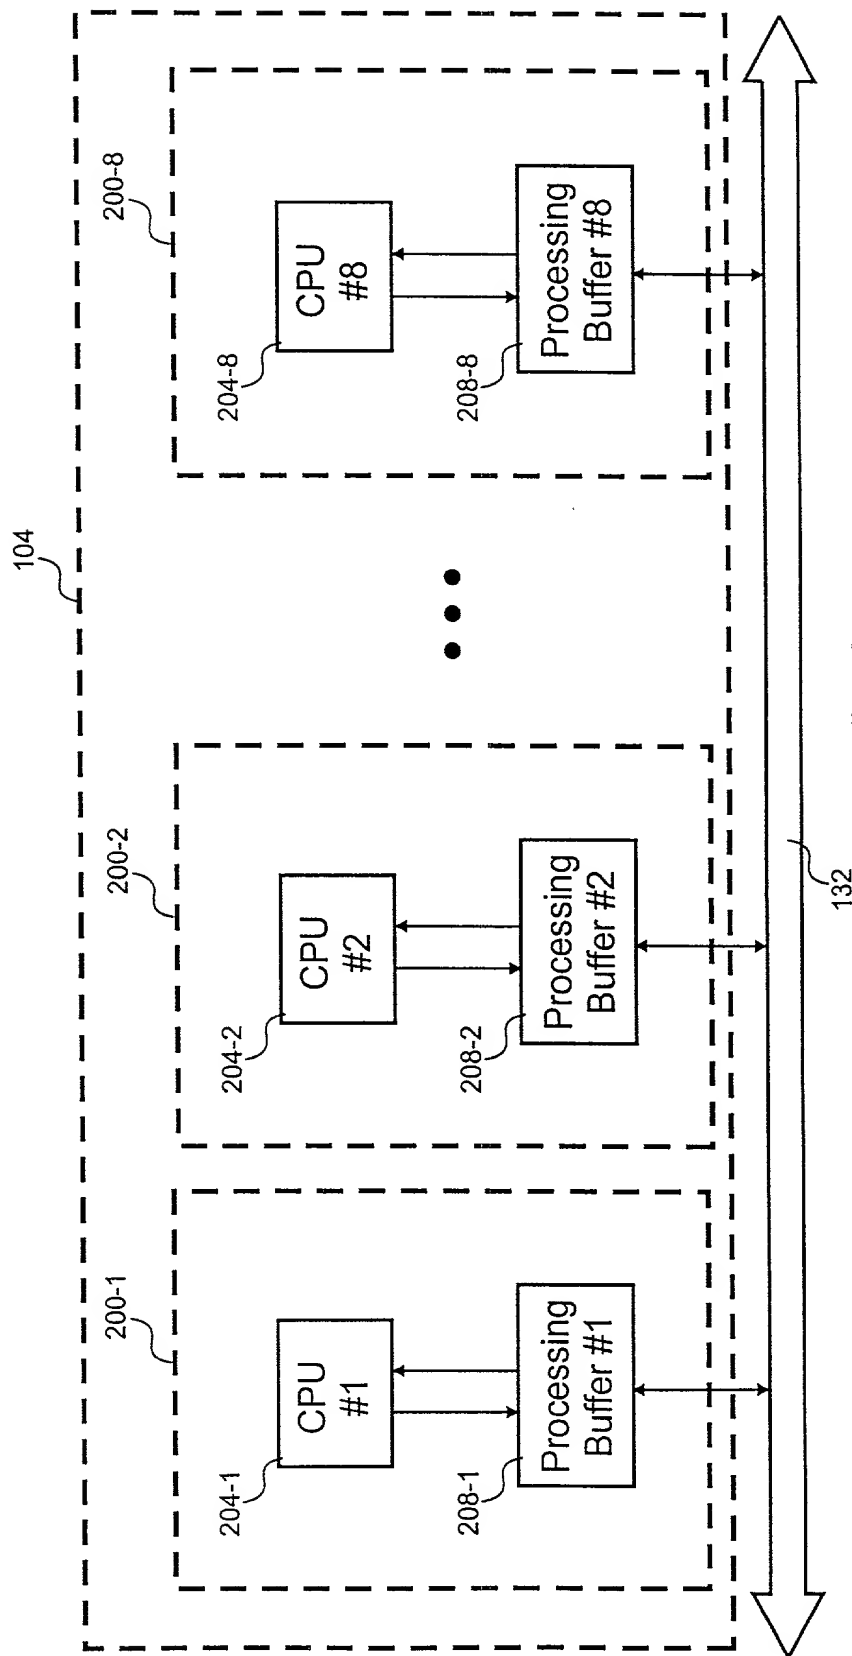 104
200-1
200-2
200-8
204-1
CPU
#1
204-2
CPU
#2
204-8
CPU
#8
208-1
Processing
Buffer #1
208-2
Processing
Buffer #2
208-8
Processing
Buffer #8
132